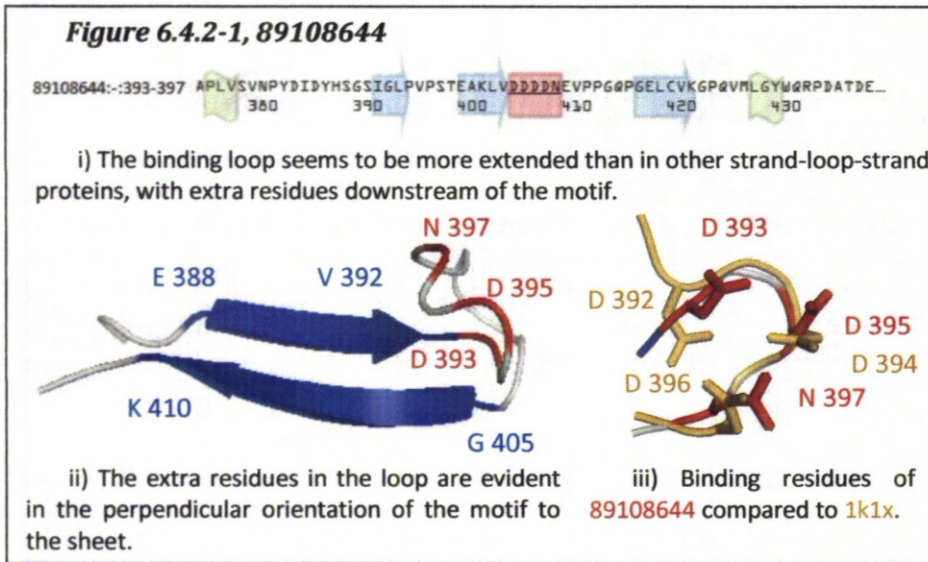 Figure 6.4.2-1, 89108644
89108644:-:393-397 APLVSVNPYDIDYHSGSIGLPVPSTEAKLVDDDDNEVPPGQPGELCVKGPQVMLGYWQRPDATDE…
380 390 400 410 420 430
i) The binding loop seems to be more extended than in other strand-loop-strand
proteins, with extra residues downstream of the motif.
N 397
E 388
V 392
D 395
D 393
K 410
G 405
D 393
D 392
D 395
D 394
D 396
N 397
ii) The extra residues in the loop are evident
in the perpendicular orientation of the motif to
the sheet.
iii) Binding residues of
89108644 compared to 1k1x.